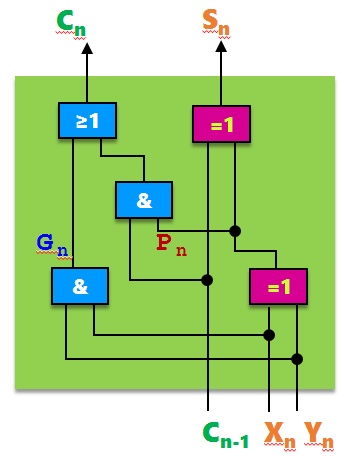 Cn Sn
≥1 =1
&
Gn Pn
& =1
Cn-1 Xn Yn